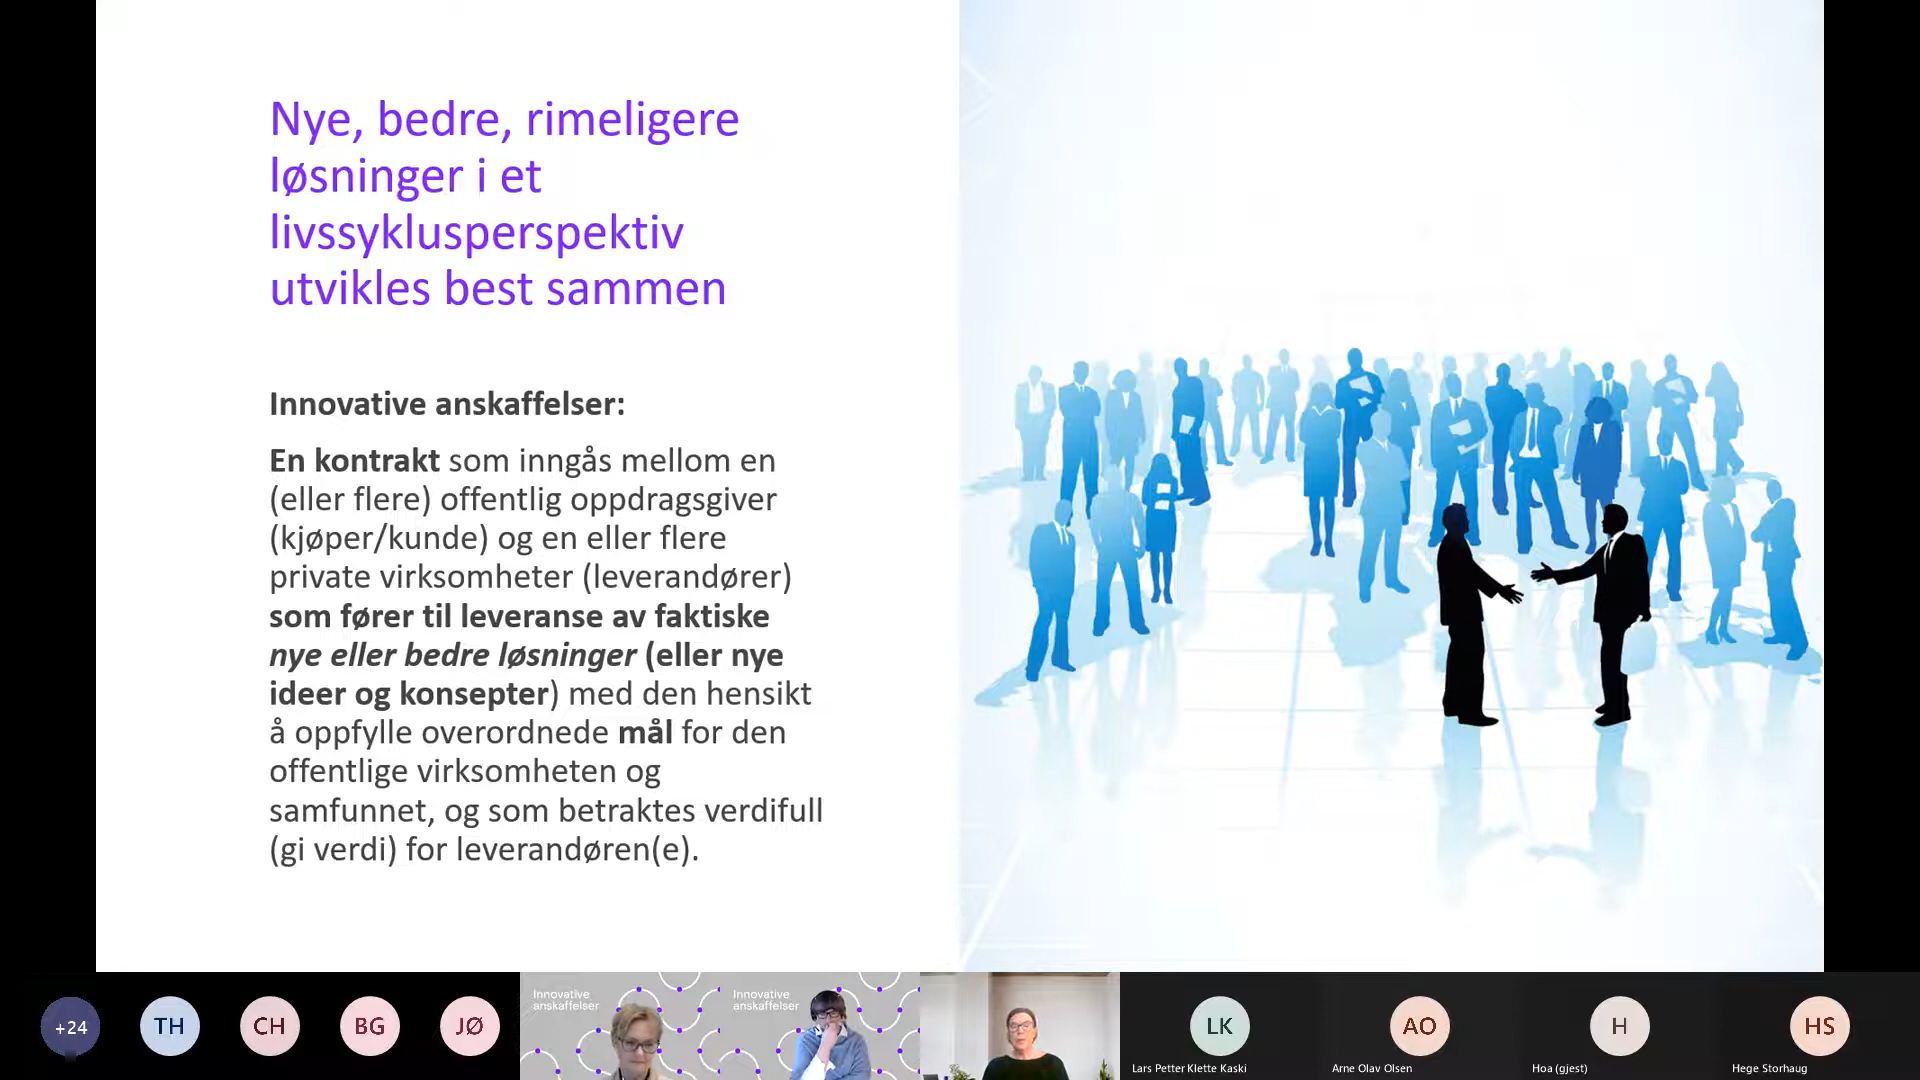 Nye, bedre, rimeligere
løsninger i et
livssyklusperspektiv
utvikles best sammen
Innovative anskaffelser:
En kontrakt som inngås mellom en
(eller flere) offentlig oppdragsgiver
(kjøper/kunde) og en eller flere
private virksomheter (leverandører)
som fører til leveranse av faktiske
nye eller bedre løsninger (eller nye
ideer og konsepter) med den hensikt
å oppfylle overordnede mål for den
offentlige virksomheten og
samfunnet, og som betraktes verdifull
(gi verdi) for leverandøren(e).
+24
TH
CH
BG
JØ
Innovative
anskaffelser
Innovative
anskaffelser
LK
Lars Petter Klette Kaski
AO
Arne Olav Olsen
H
Hoa (gjest)
HS
Hege Storhaug